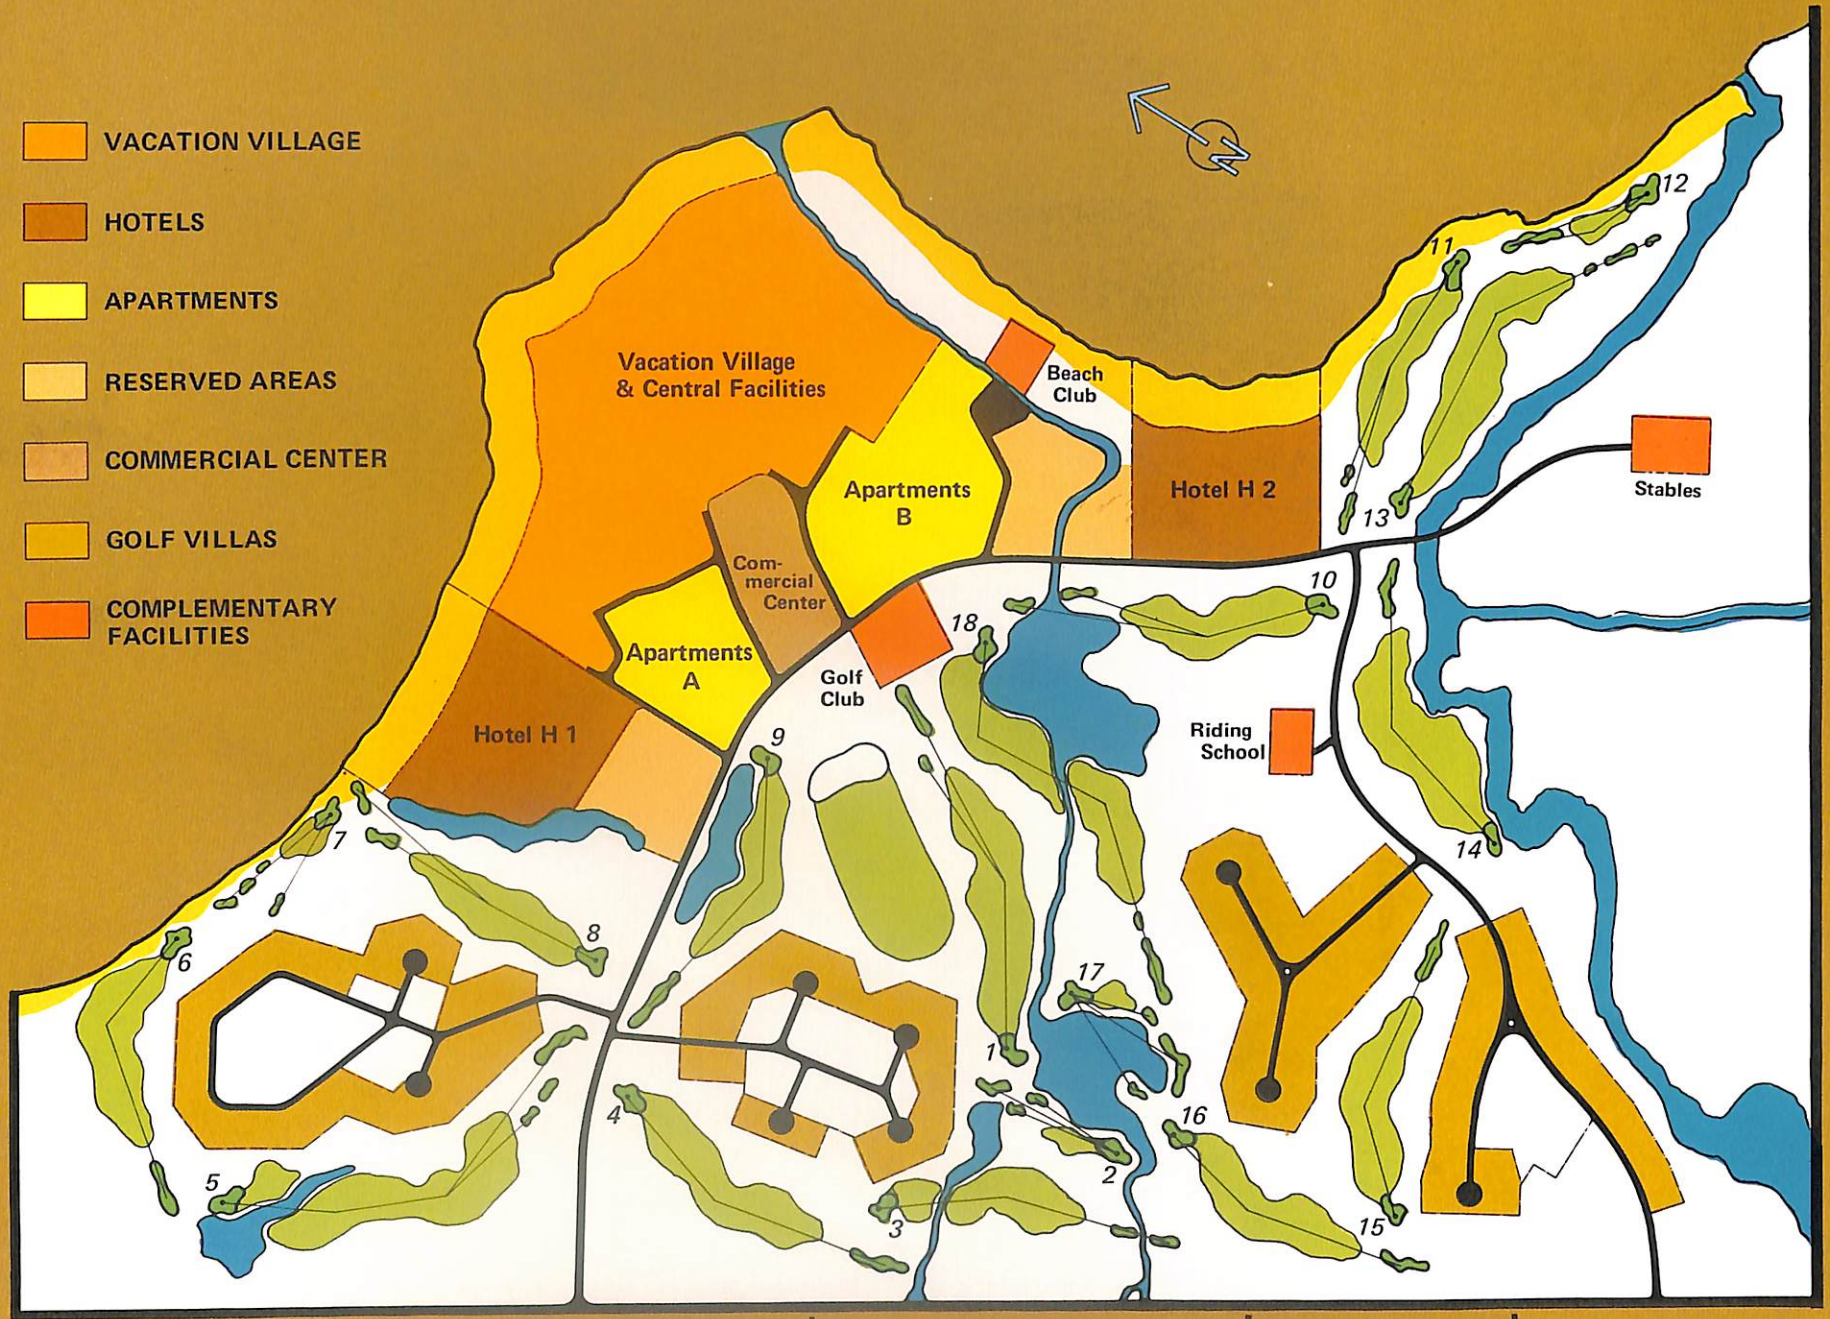 VACATION VILLAGE
HOTELS
APARTMENTS
RESERVED AREAS
COMMERCIAL CENTER
GOLF VILLAS
COMPLEMENTARY
FACILITIES
N
12
11
Vacation Village
& Central Facilities
Beach
Club
Apartments
B
Hotel H 2
Stables
13
Com-
mercial
Center
10
18
Apartments
A
Golf
Club
Riding
School
Hotel H 1
9
7
14
8
6
17
1
4
16
2
5
3
15